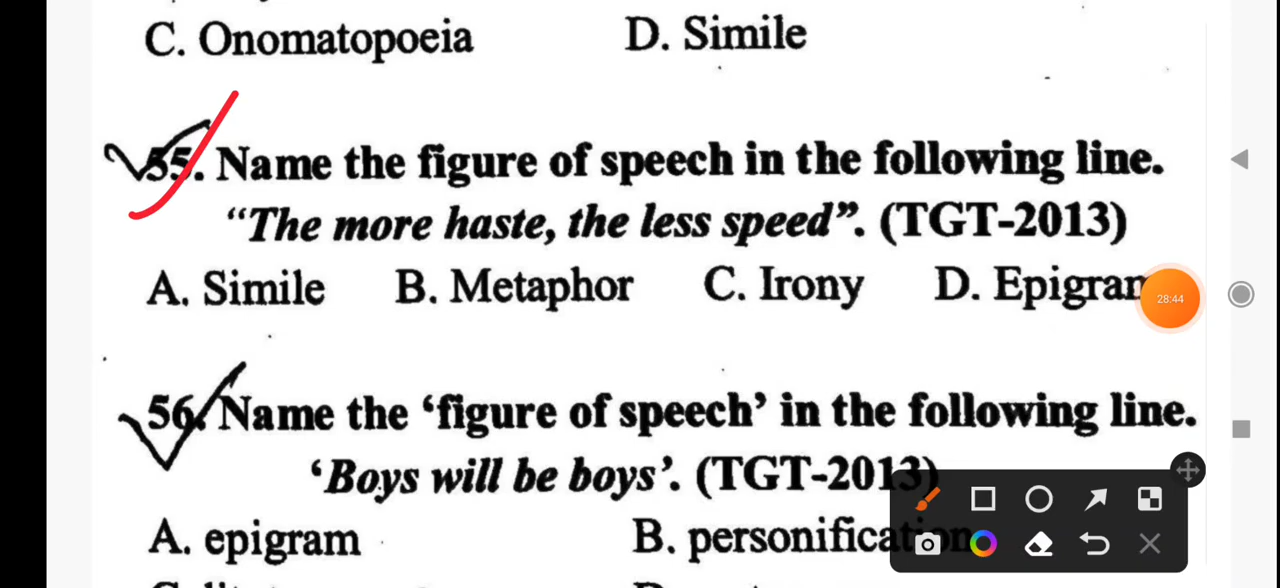 C. Onomatopoeia D. Simile
55. Name the figure of speech in the following line.
“The more haste, the less speed”. (TGT-2013)
A. Simile B. Metaphor C. Irony D.
28:44
56. Name the ‘figure of speech’ in the following line.
‘Boys will be boys’. (TGT-2013)
A. epigram B. personification